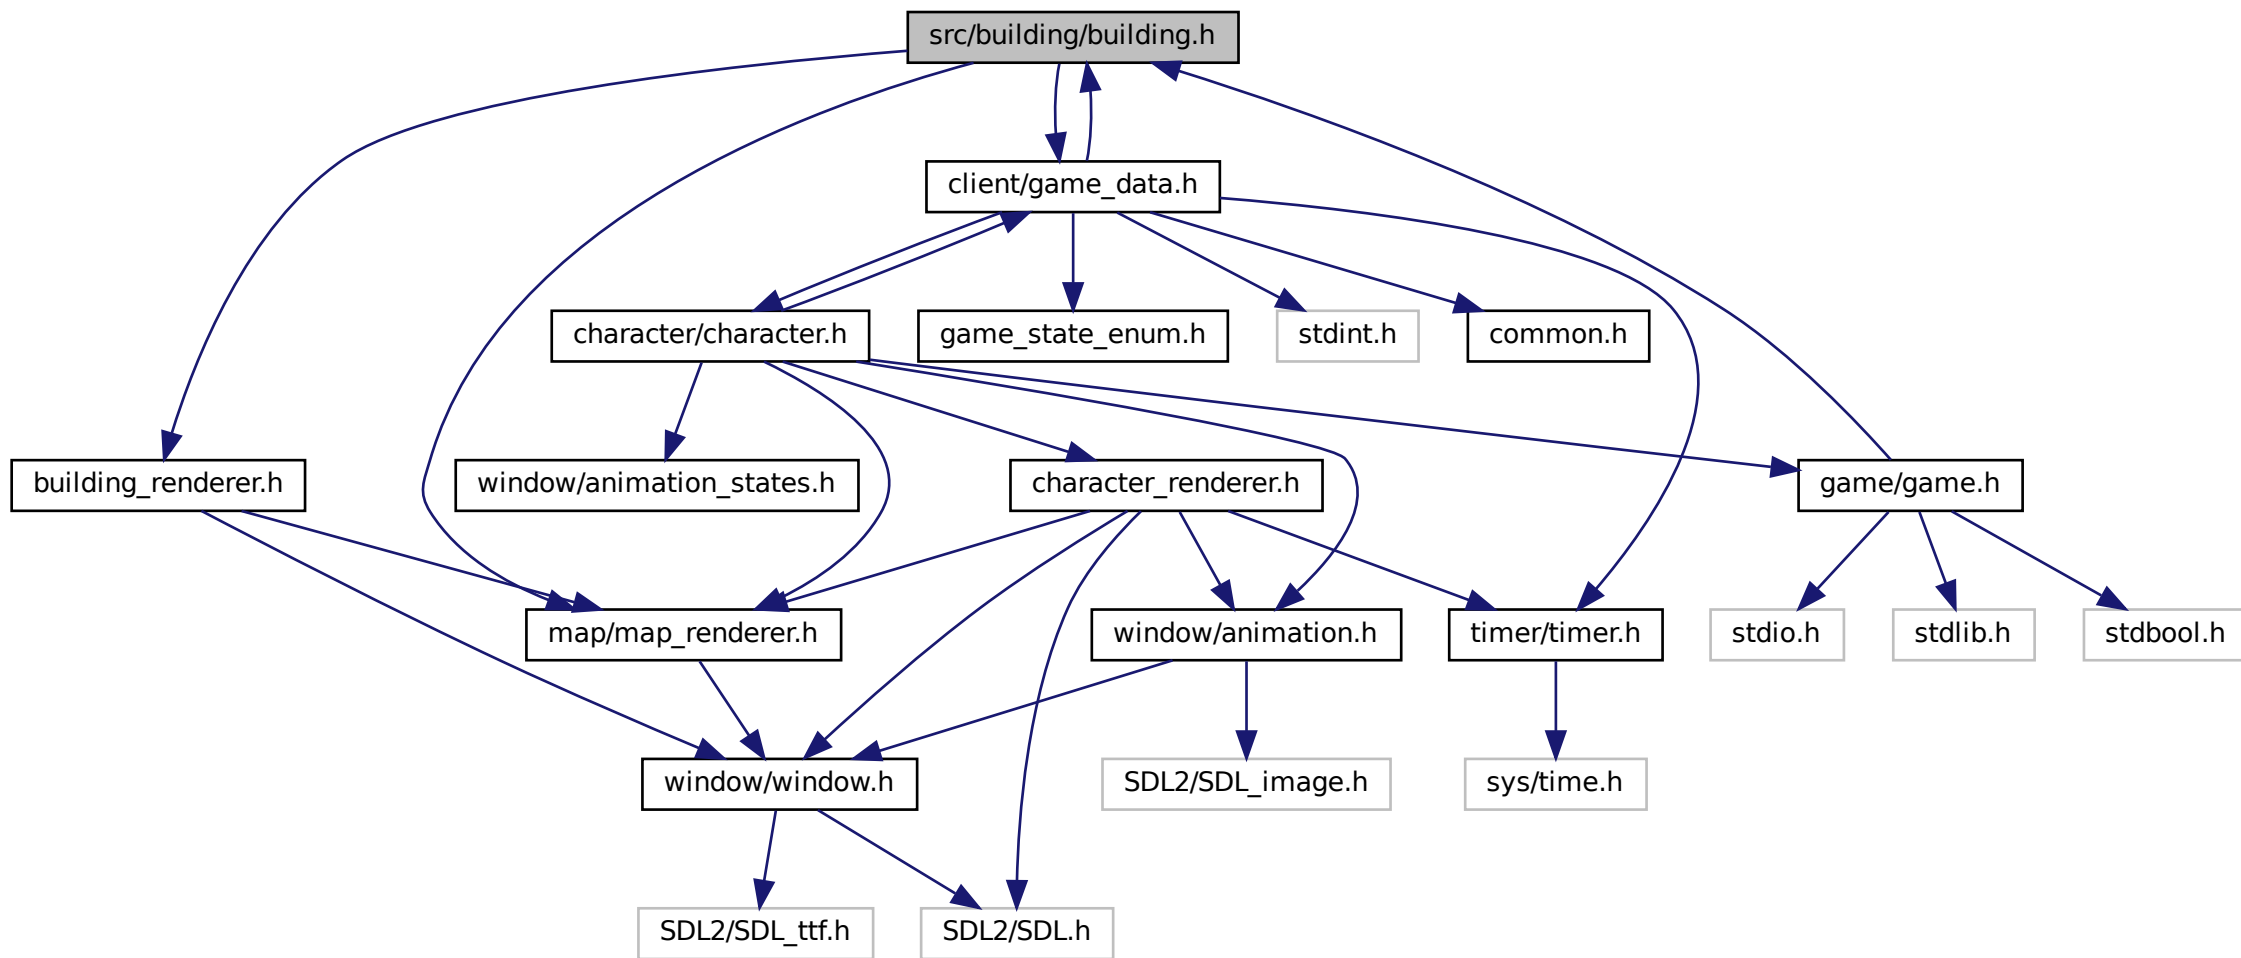 src/building/building.h
client/game_data.h
character/character.h
game_state_enum.h
stdint.h
common.h
building_renderer.h
window/animation_states.h
character_renderer.h
game/game.h
map/map_renderer.h
window/animation.h
timer/timer.h
stdio.h
stdlib.h
stdbool.h
window/window.h
SDL2/SDL_image.h
sys/time.h
SDL2/SDL_ttf.h
SDL2/SDL.h